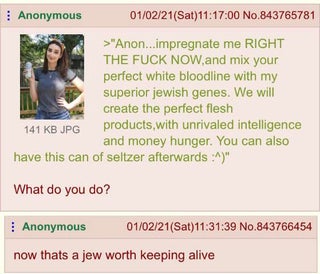 Anonymous 01/02/21(Sat)11:17:00 No.843765781
>"Anon...impregnate me RIGHT
THE FUCK NOW,and mix your
perfect white bloodline with my
superior jewish genes. We will
create the perfect flesh
products,with unrivaled intelligence
and money hunger. You can also
141 KB JPG
have this can of seltzer afterwards :^)"
What do you do?
Anonymous 01/02/21(Sat)11:31:39 No.843766454
now thats a jew worth keeping alive